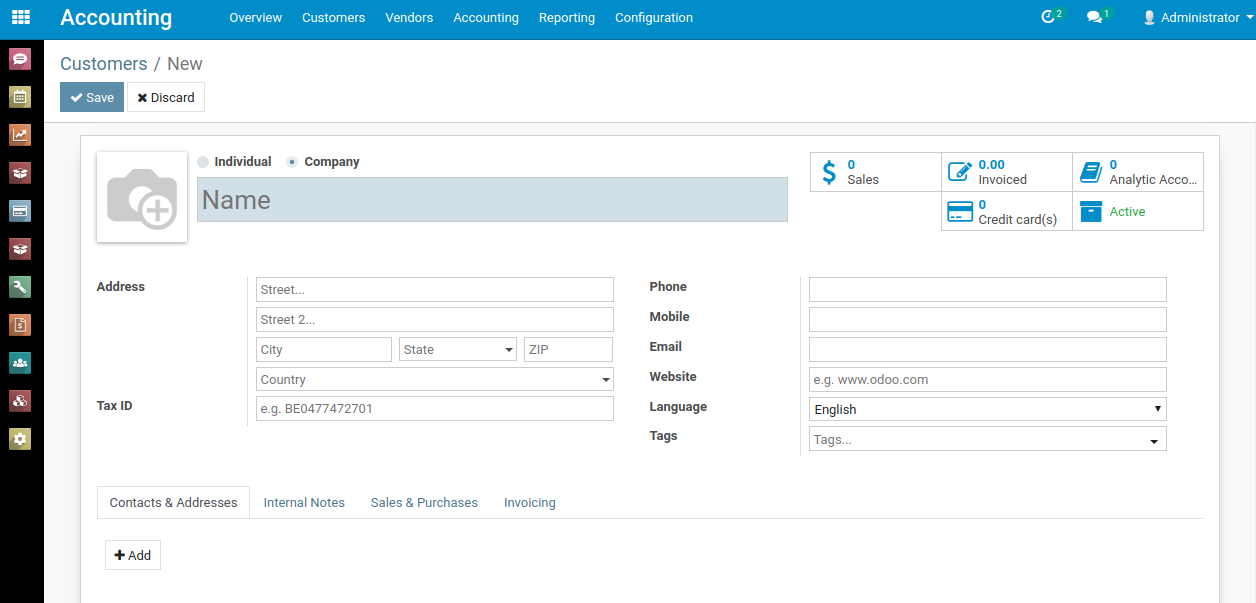 Accounting Overview Customers Vendors Accounting Reporting Configuration 2 1 Administrator
Customers / New
Save Discard
Individual Company
Name
0
Sales
0.00
Invoiced
0
Analytic Acco...
0
Credit card(s)
Active
Address
Street...
Street 2...
City State ZIP
Country
Tax ID e.g. BE0477472701
Phone
Mobile
Email
Website e.g. www.odoo.com
Language English
Tags Tags...
Contacts & Addresses Internal Notes Sales & Purchases Invoicing
Add